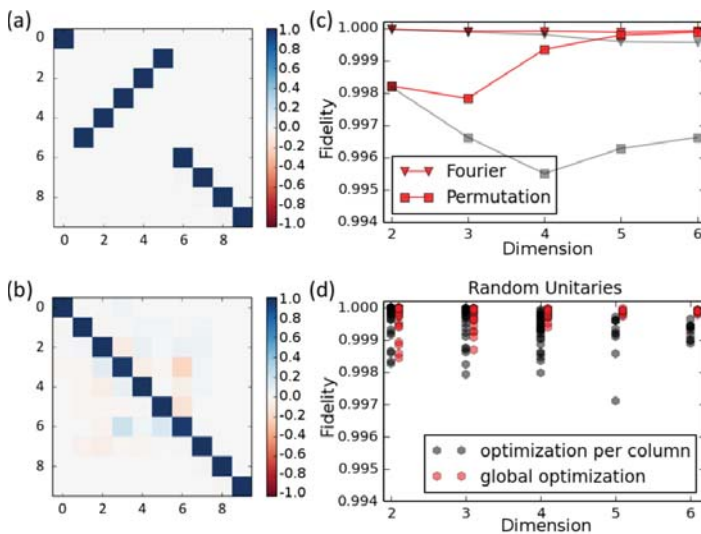 (a)
0
2
4
6
8
0 2 4 6 8
1.0
0.8
0.6
0.4
0.2
0.0
-0.2
-0.4
-0.6
-0.8
-1.0
(c)
Fidelity
1.000
0.999
0.998
0.997
0.996
0.995
0.994
Fourier
Permutation
2 3 4 5 6
Dimension
(b)
0
2
4
6
8
0 2 4 6 8
1.0
0.8
0.6
0.4
0.2
0.0
-0.2
-0.4
-0.6
-0.8
-1.0
(d)
Random Unitaries
Fidelity
1.000
0.999
0.998
0.997
0.996
0.995
0.994
optimization per column
global optimization
2 3 4 5 6
Dimension